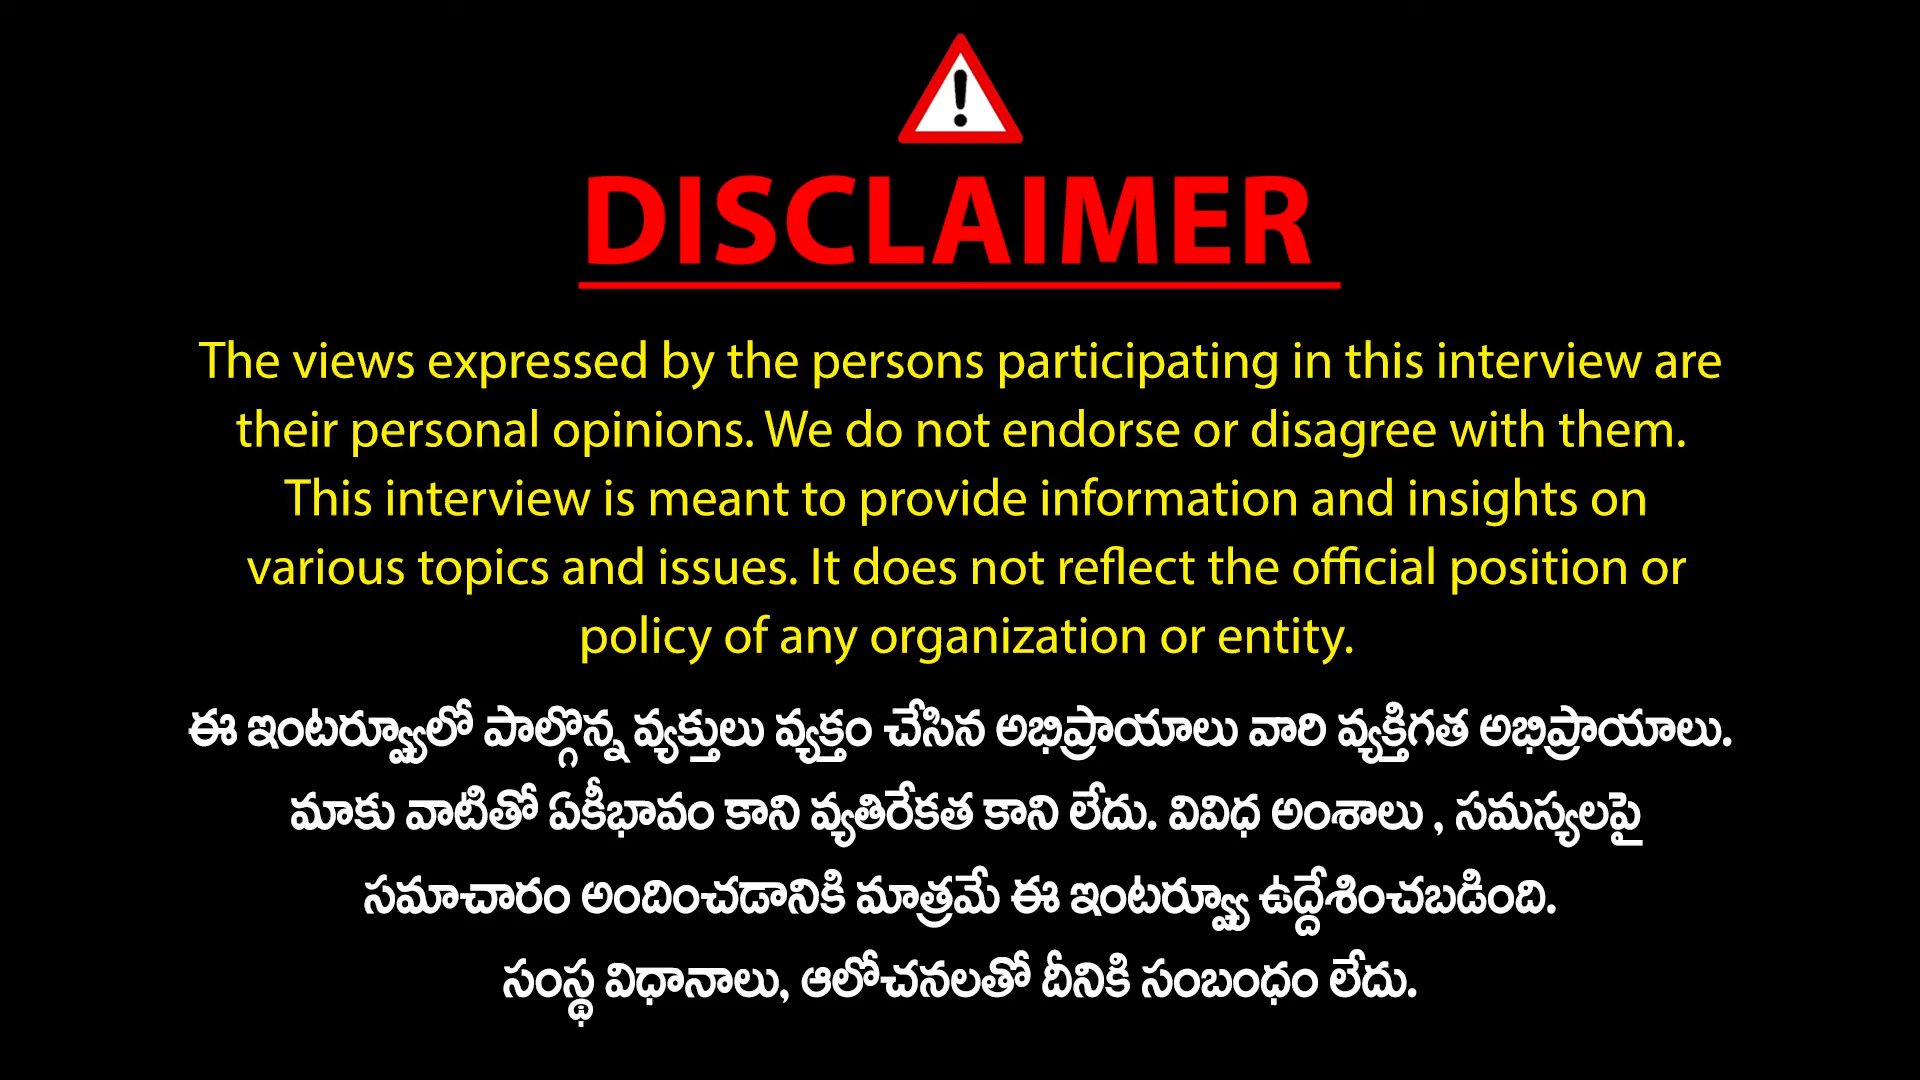 DISCLAIMER
The views expressed by the persons participating in this interview are
their personal opinions. We do not endorse or disagree with them.
This interview is meant to provide information and insights on
various topics and issues. It does not reflect the official position or
policy of any organization or entity.
ఈ ఇంటర్వ్యూలో పాల్గొన్న వ్యక్తులు వ్యక్తం చేసిన అభిప్రాయాలు వారి వ్యక్తిగత అభిప్రాయాలు.
మాకు వాటితో ఏకీభావం కాని వ్యతిరేకత కాని లేదు. వివిధ అంశాలు , సమస్యలపై
సమాచారం అందించడానికి మాత్రమే ఈ ఇంటర్వ్యూ ఉద్దేశించబడింది.
సంస్థ విధానాలు, ఆలోచనలతో దీనికి సంబంధం లేదు.